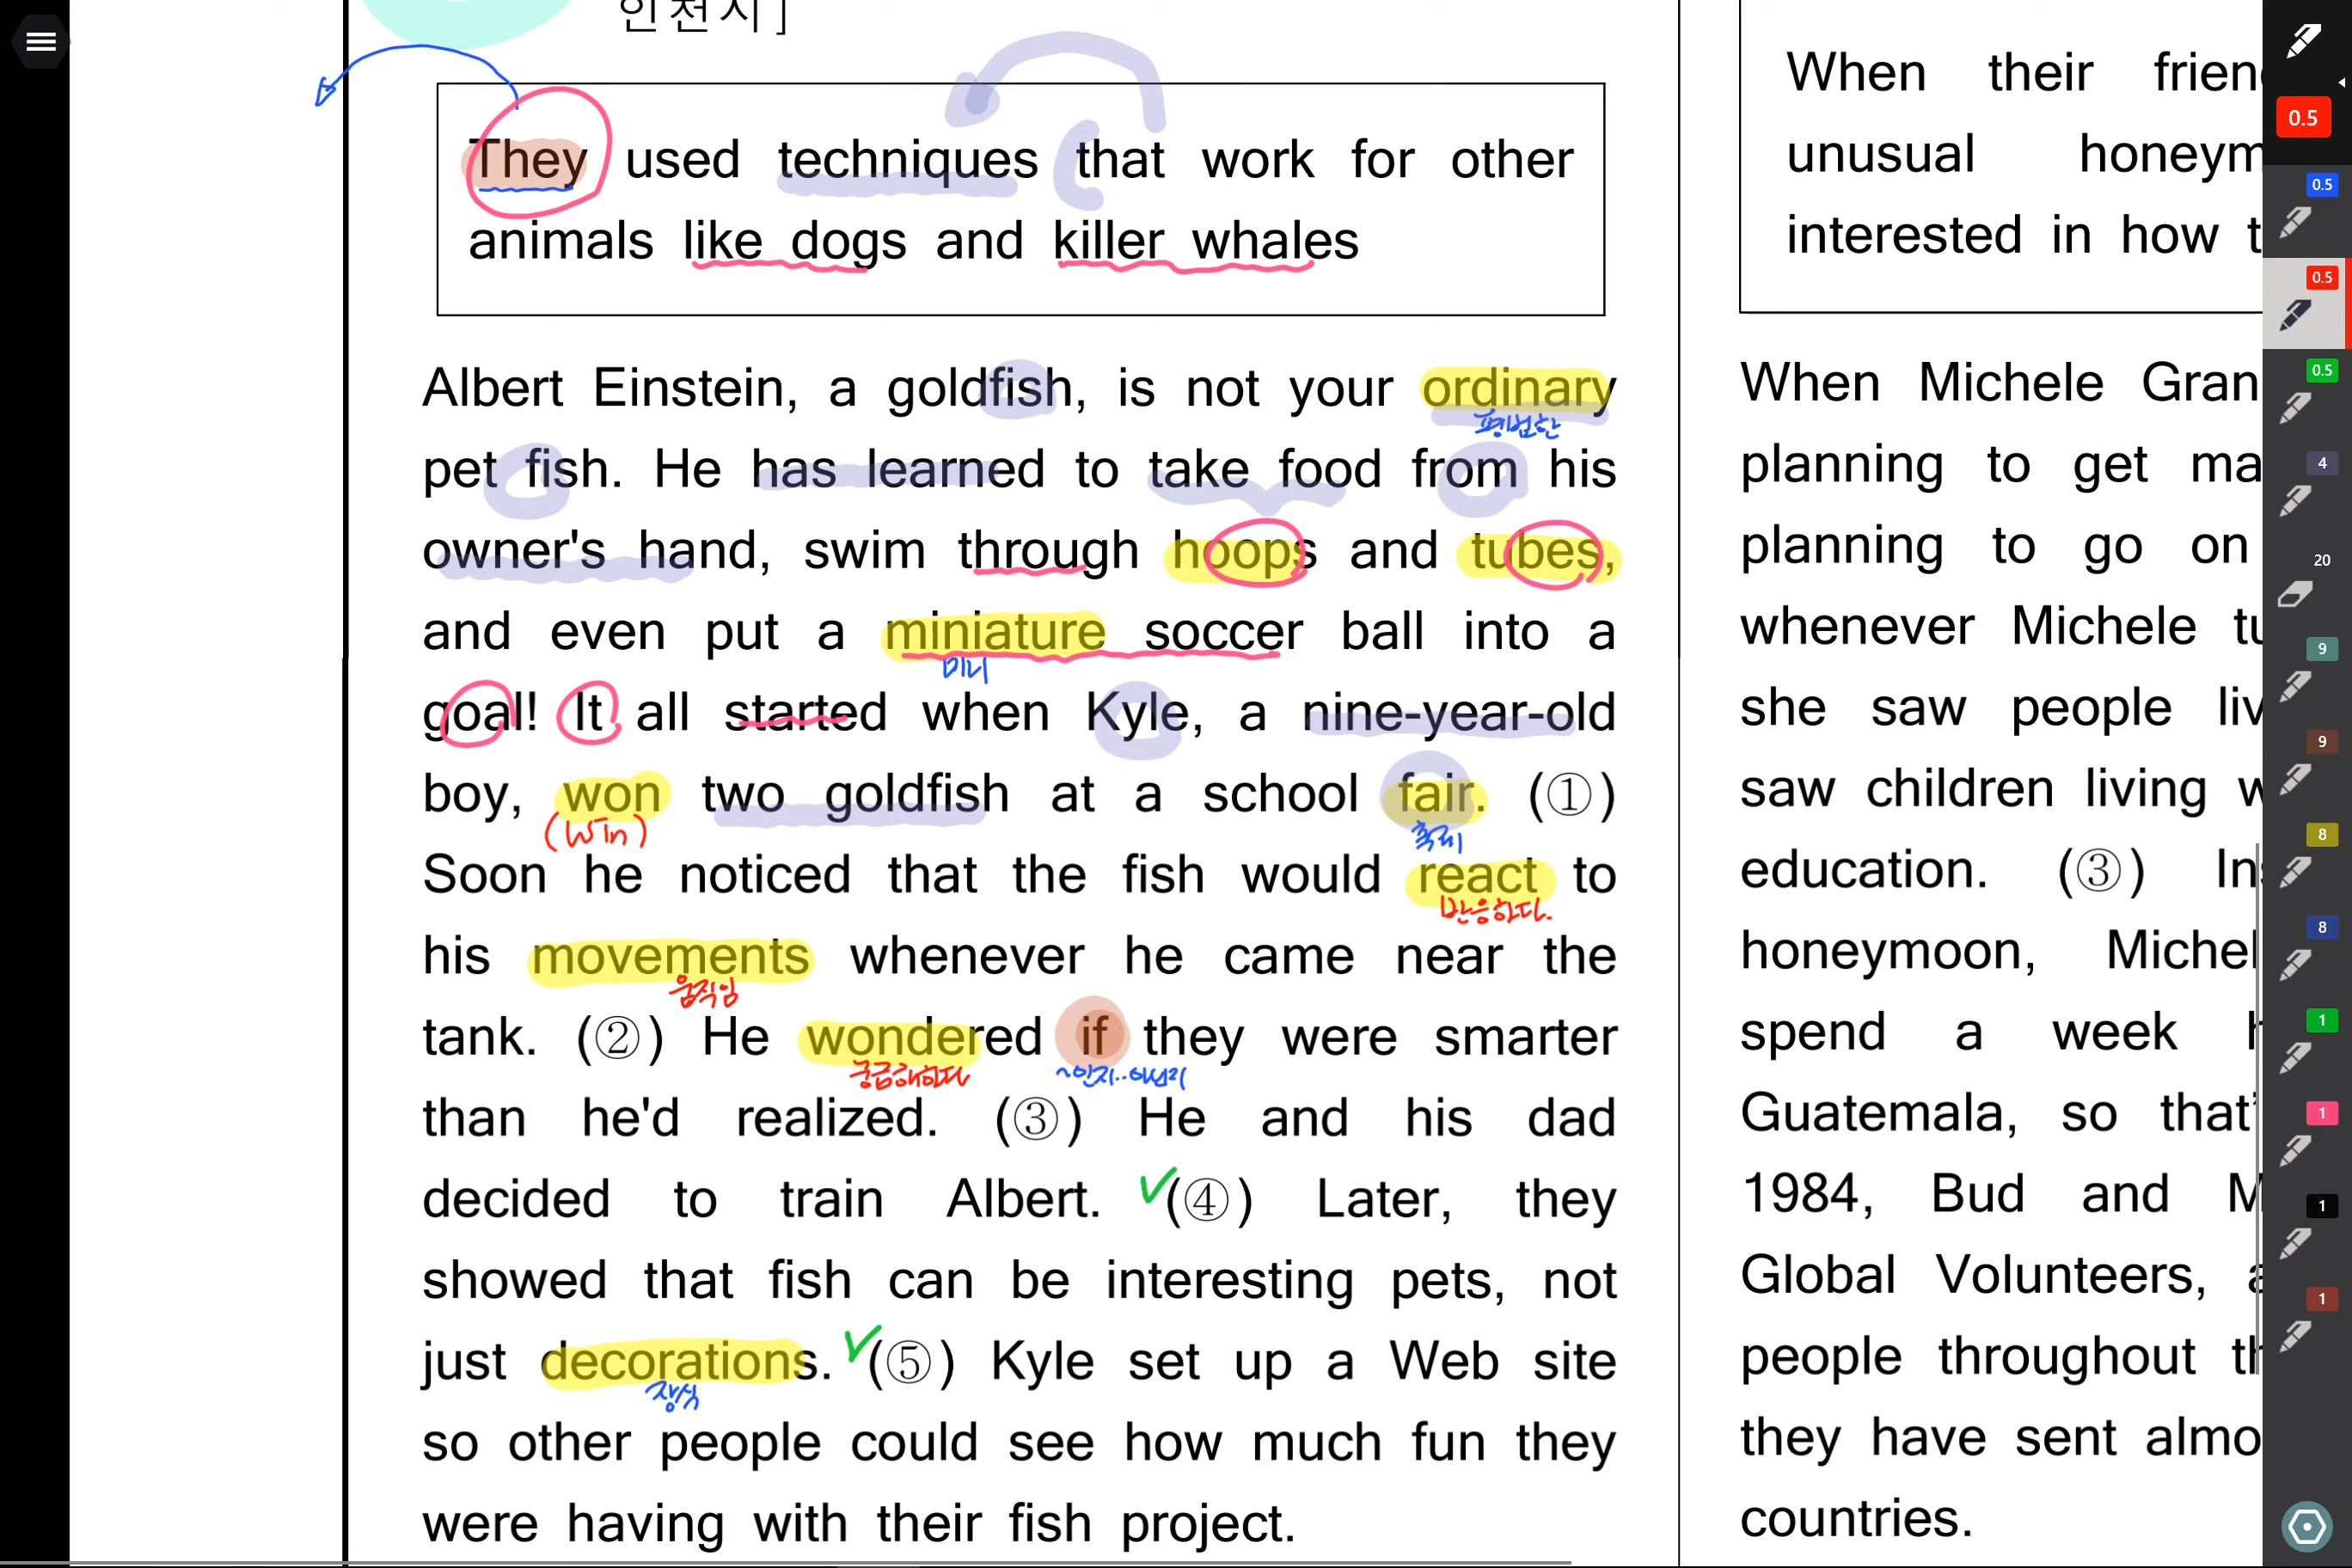 인전시]
They used techniques that work for other
animals like dogs and killer whales
Albert Einstein, a goldfish, is not your ordinary
평범한
pet fish. He has learned to take food from his
owner's hand, swim through hoops and tubes,
and even put a miniature soccer ball into a
미니
goal! It all started when Kyle, a nine-year-old
boy, won two goldfish at a school fair. (①)
(win)
축제
Soon he noticed that the fish would react to
반응하다.
his movements whenever he came near the
움직임
tank. (②) He wondered if they were smarter
궁금해하다
~인지..아닌지
than he'd realized. (③) He and his dad
decided to train Albert. (④) Later, they
showed that fish can be interesting pets, not
just decorations. (⑤) Kyle set up a Web site
장식
so other people could see how much fun they
were having with their fish project.
When their frien
unusual honeym
interested in how t
When Michele Gran
planning to get ma
planning to go on
whenever Michele tu
she saw people liv
saw children living w
education. (③) Ins
honeymoon, Michel
spend a week h
Guatemala, so that'
1984, Bud and M
Global Volunteers, a
people throughout th
they have sent almo
countries.
0.5
0.5
0.5
0.5
4
20
9
9
8
8
1
1
1
1